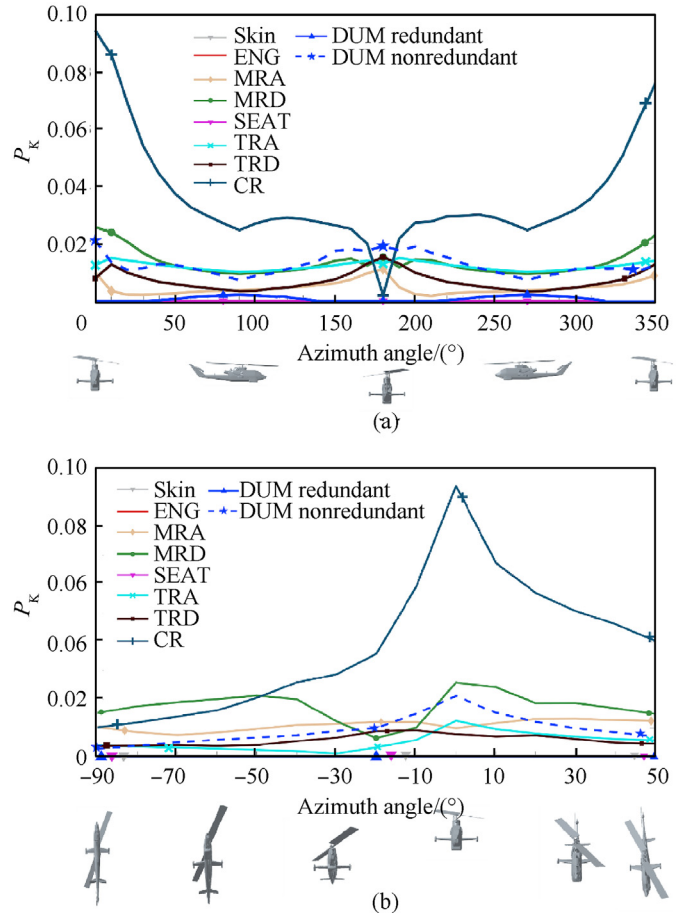 0.10
0.08
0.06
0.04
0.02
0
P_K
Skin
ENG
MRA
MRD
SEAT
TRA
TRD
CR
DUM redundant
DUM nonredundant
50 100 150 200 250 300 350
Azimuth angle/(°)
(a)
0.10
0.08
0.06
0.06
0.02
0
P_K
Skin
ENG
MRA
MRD
SEAT
TRA
TRD
CR
DUM redundant
DUM nonredundant
−90 −70 −50 −30 −10 10 30 50
Azimuth angle/(°)
(b)